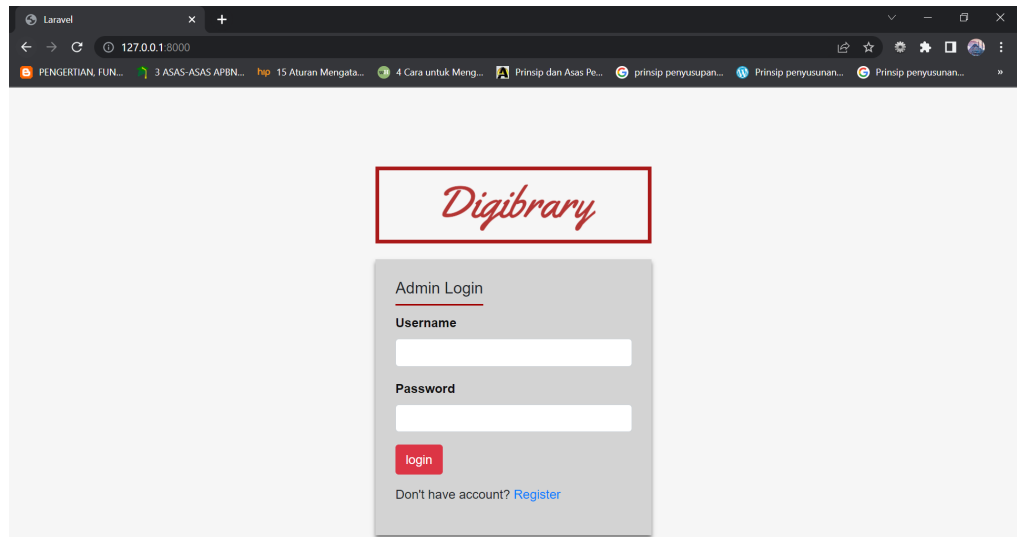 Laravel
127.0.0.1:8000
PENGERTIAN, FUN... 3 ASAS-ASAS APBN... hip 15 Aturan Mengata... 4 Cara untuk Meng... Prinsip dan Asas Pe... prinsip penyusupan... Prinsip penyusunan... Prinsip penyusunan... »
Digibrary
Admin Login
Username
Password
login
Don't have account? Register